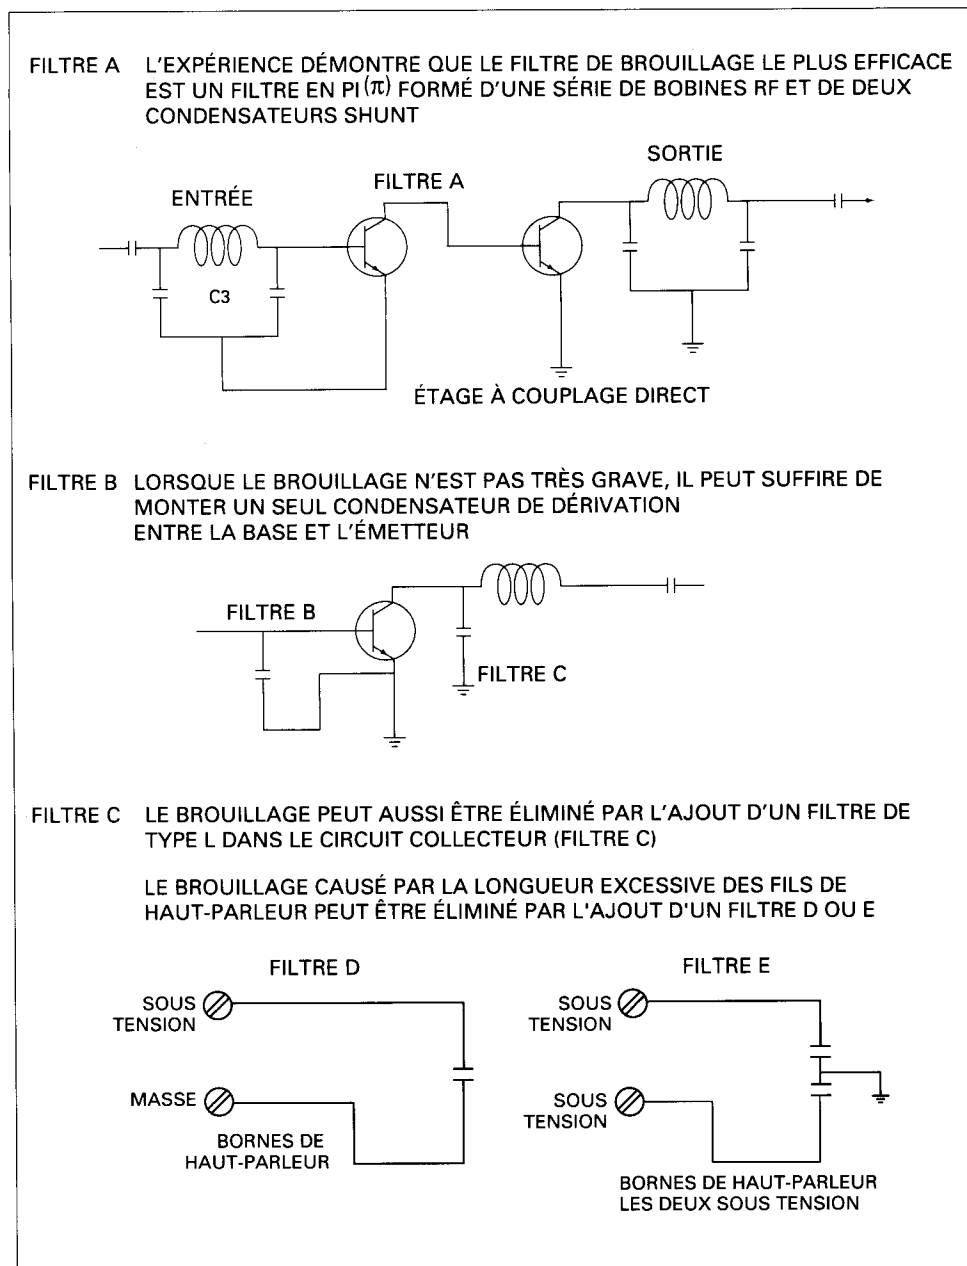 FILTRE A L'EXPÉRIENCE DÉMONTRE QUE LE FILTRE DE BROUILLAGE LE PLUS EFFICACE
EST UN FILTRE EN PI (π) FORMÉ D'UNE SÉRIE DE BOBINES RF ET DE DEUX
CONDENSATEURS SHUNT
SORTIE
FILTRE A
ENTRÉE
C3
ÉTAGE À COUPLAGE DIRECT
FILTRE B LORSQUE LE BROUILLAGE N'EST PAS TRÈS GRAVE, IL PEUT SUFFIRE DE
MONTER UN SEUL CONDENSATEUR DE DÉRIVATION
ENTRE LA BASE ET L'ÉMETTEUR
FILTRE B
FILTRE C
FILTRE C LE BROUILLAGE PEUT AUSSI ÊTRE ÉLIMINÉ PAR L'AJOUT D'UN FILTRE DE
TYPE L DANS LE CIRCUIT COLLECTEUR (FILTRE C)
LE BROUILLAGE CAUSÉ PAR LA LONGUEUR EXCESSIVE DES FILS DE
HAUT-PARLEUR PEUT ÊTRE ÉLIMINÉ PAR L'AJOUT D'UN FILTRE D OU E
FILTRE D
SOUS
TENSION
MASSE
BORNES DE
HAUT-PARLEUR
FILTRE E
SOUS
TENSION
SOUS
TENSION
BORNES DE HAUT-PARLEUR
LES DEUX SOUS TENSION